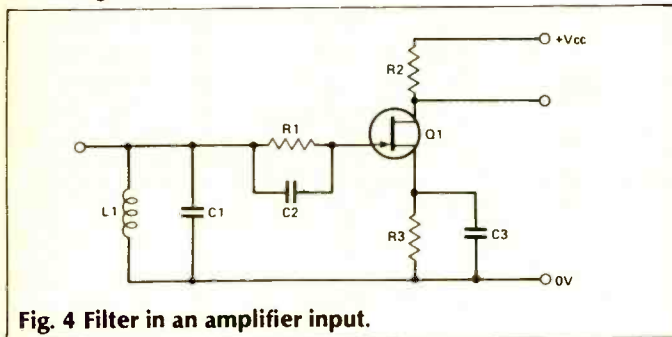 +Vcc
R2
R1
Q1
L1
C1
C2
R3
C3
0V
Fig. 4 Filter in an amplifier input.